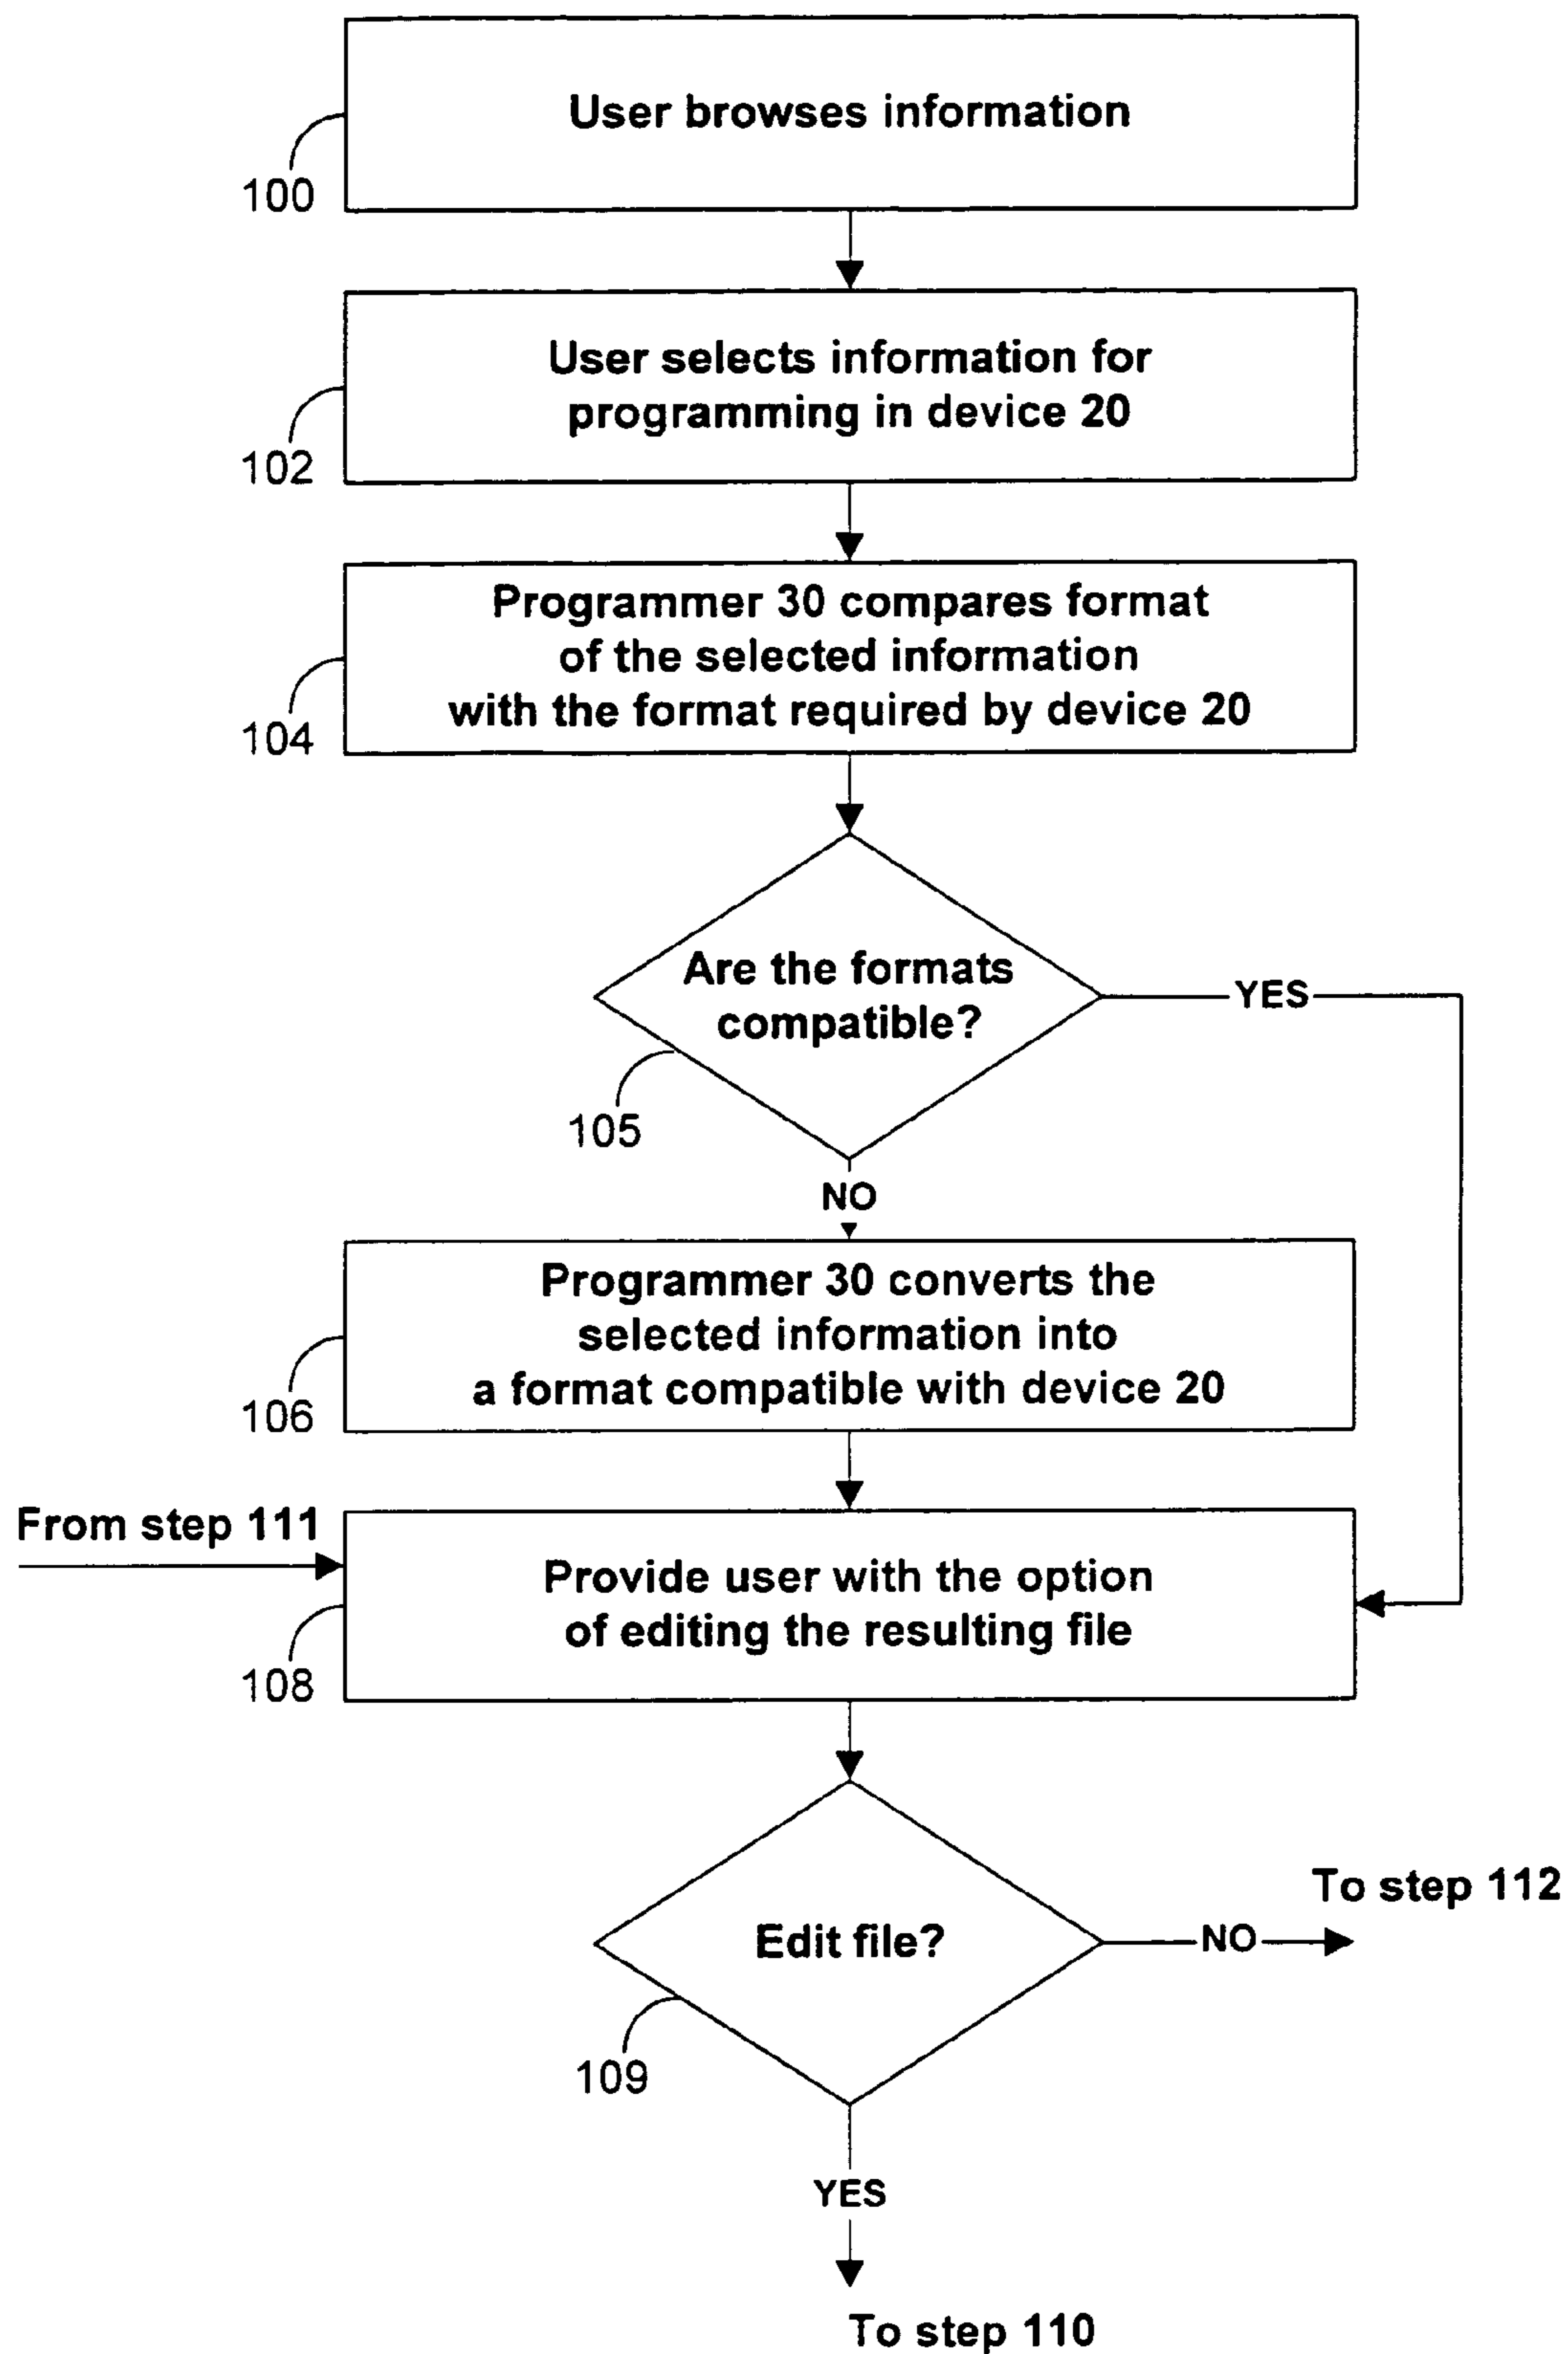 User browses information
100
User selects information for
programming in device 20
102
Programmer 30 compares format
of the selected information
with the format required by device 20
104
Are the formats
compatible?
YES
105
NO
Programmer 30 converts the
selected information into
a format compatible with device 20
106
From step 111
Provide user with the option
of editing the resulting file
108
To step 112
Edit file?
NO
109
YES
To step 110